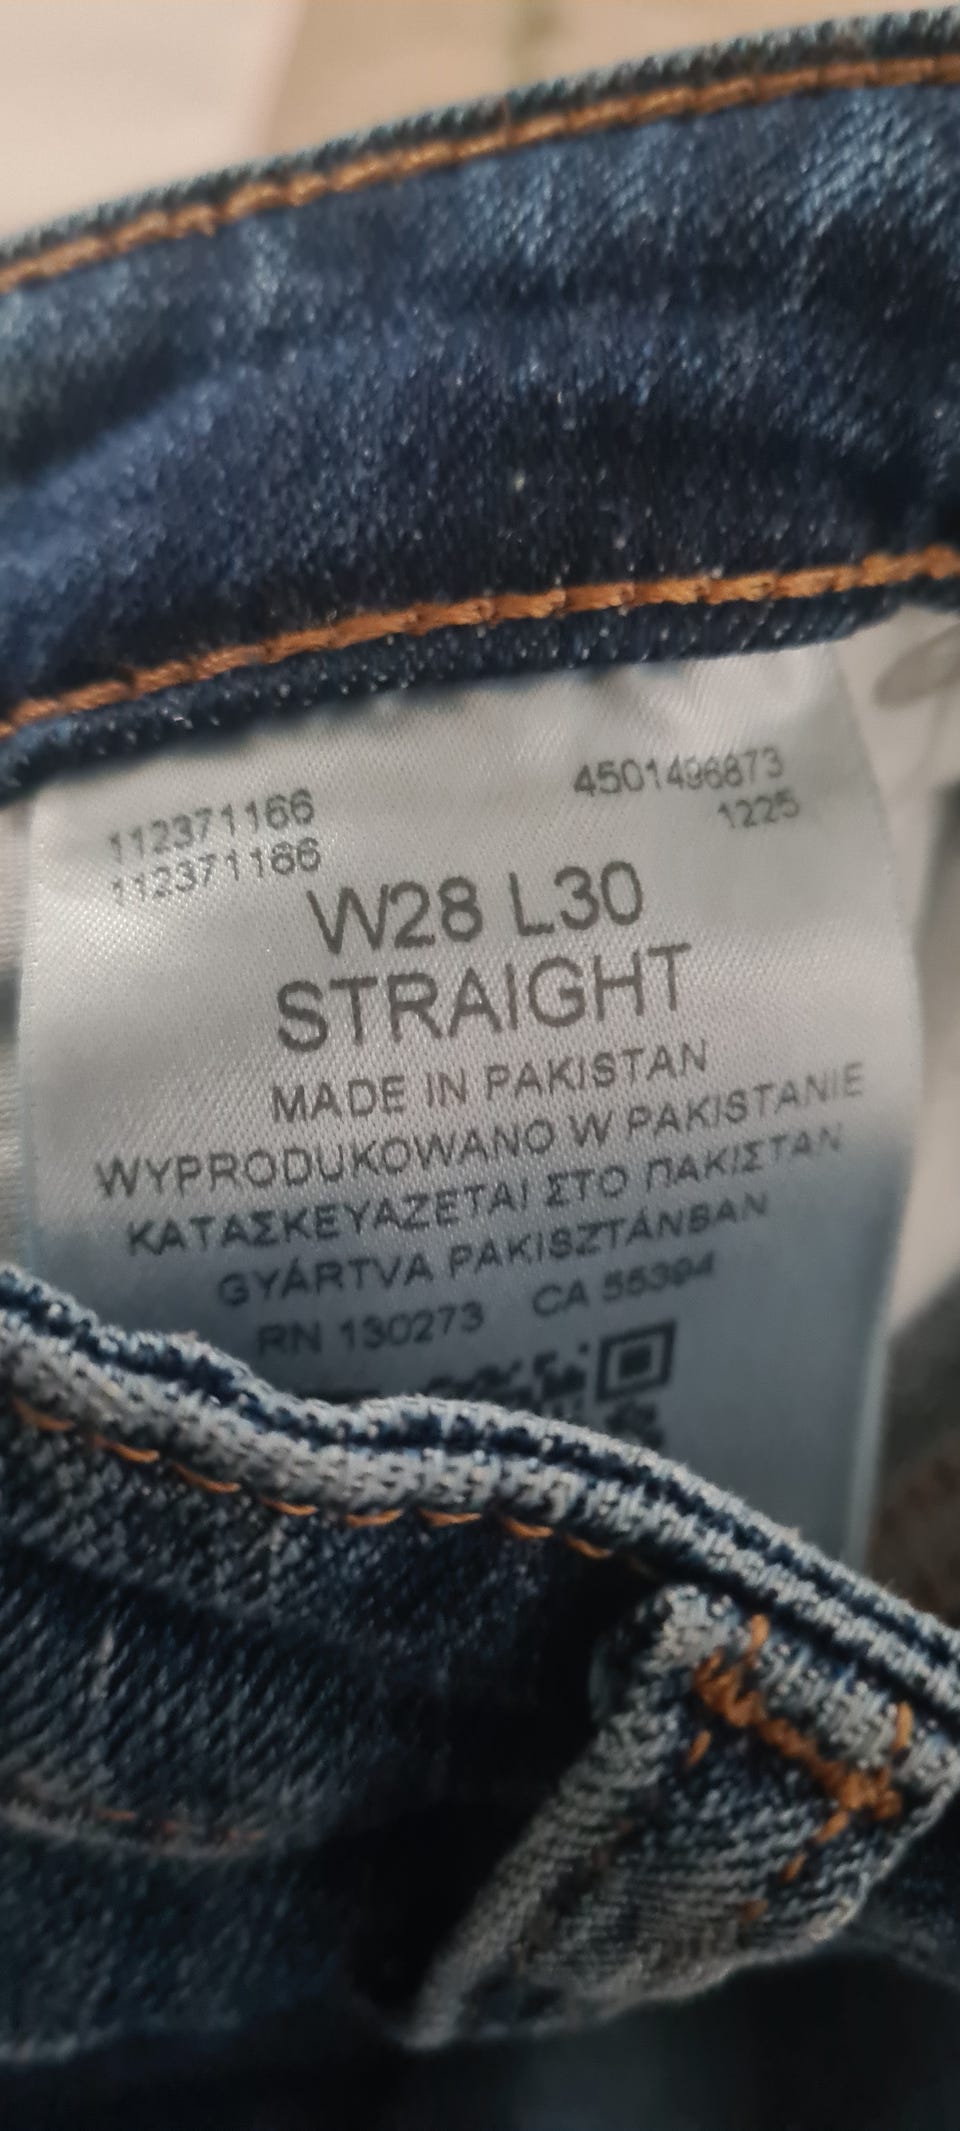 112371166
112371166
4501496873
1225
W28 L30
STRAIGHT
MADE IN PAKISTAN
WYPRODUKOWANO W PAKISTANIE
ΚΑΤΑΣΚΕΥΑΖΕΤΑΙ ΣΤΟ ΠΑΚΙΣΤΑΝ
GYÁRTVA PAKISZTÁNBAN
RN 130273 CA 55394